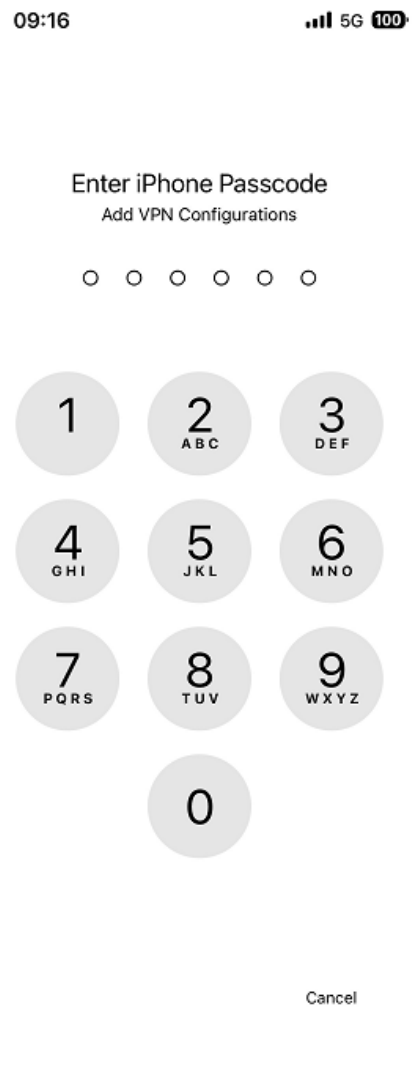 09:16 5G 100
Enter iPhone Passcode
Add VPN Configurations
1 2 3
ABC DEF
4 5 6
GHI JKL MNO
7 8 9
PQRS TUV WXYZ
0
Cancel